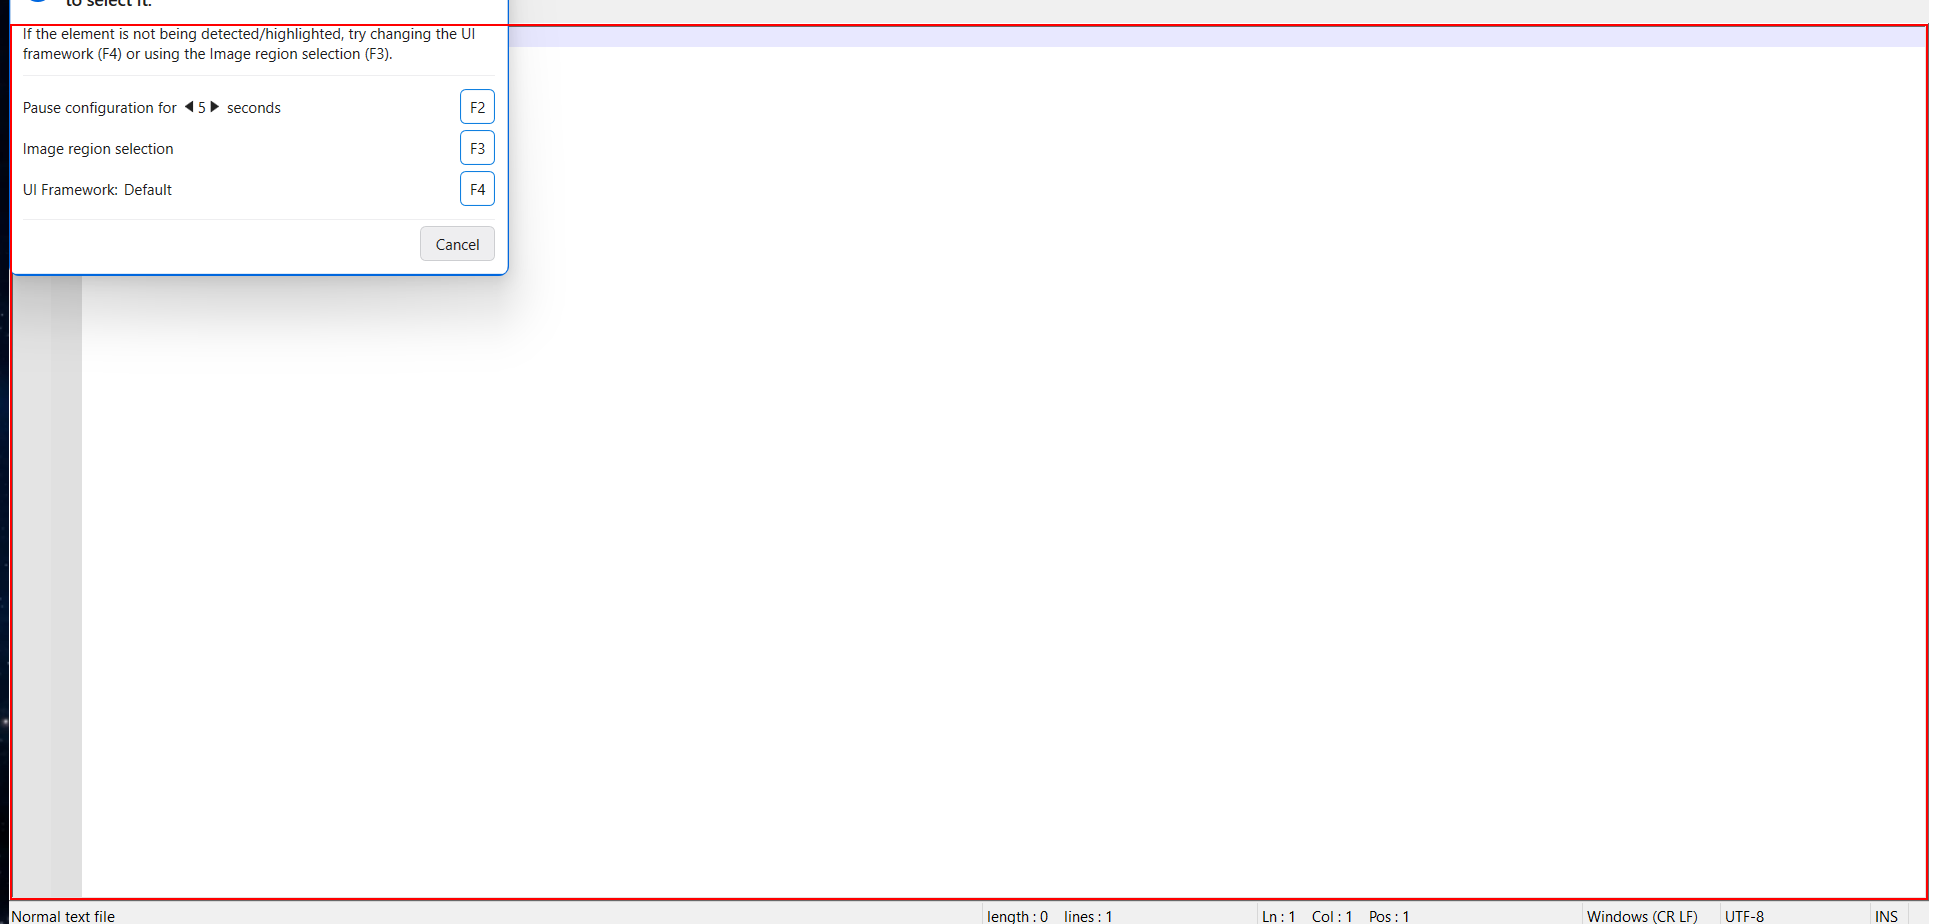 to select it.
If the element is not being detected/highlighted, try changing the UI
framework (F4) or using the Image region selection (F3).
Pause configuration for 5 seconds F2
Image region selection F3
UI Framework: Default F4
Cancel
Normal text file length : 0 lines : 1 Ln : 1 Col : 1 Pos : 1 Windows (CR LF) UTF-8 INS